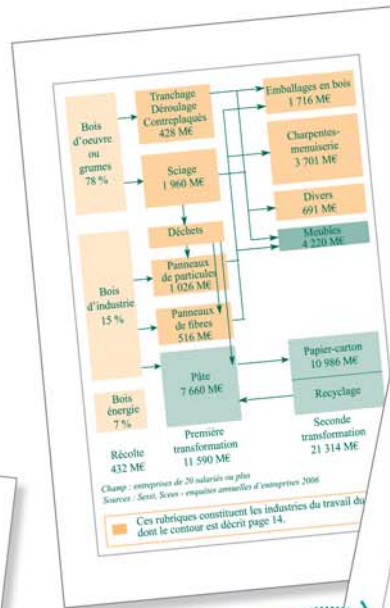 Bois
d'oeuvre
ou
grumes
78 %
Tranchage
Déroulage
Contreplaqués
428 M€
Emballages en bois
1 716 M€
Sciage
1 960 M€
Charpentes-
menuiserie
3 701 M€
Divers
691 M€
Déchets
Meubles
4 220 M€
Bois
d'industrie
15 %
Panneaux
de particules
1 026 M€
Panneaux
de fibres
516 M€
Pâte
7 660 M€
Papier-carton
10 986 M€
Recyclage
Bois
énergie
7 %
Récolte
432 M€
Première
transformation
11 590 M€
Seconde
transformation
21 314 M€
Champ : entreprises de 20 salariés ou plus
Sources : Sessi, Scees - enquêtes annuelles d'entreprises 2006
Ces rubriques constituent les industries du travail du
dont le contour est décrit page 14.